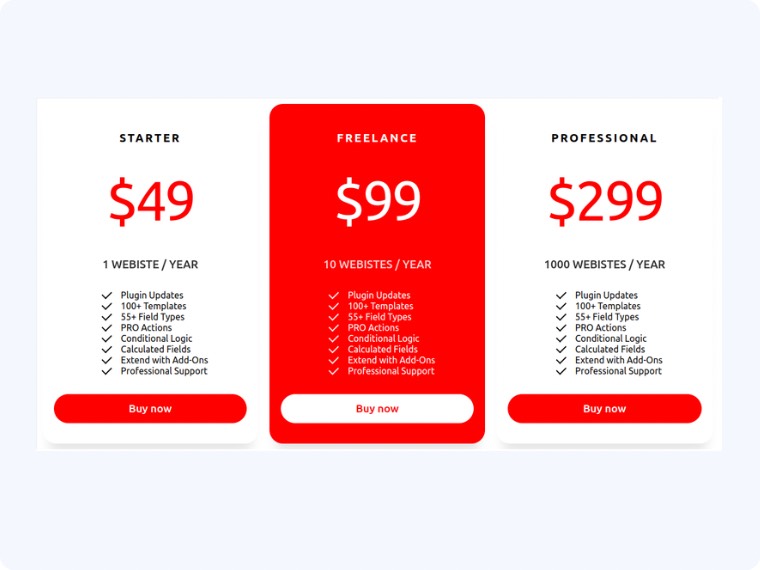 STARTER
$49
1 WEBISTE / YEAR
Plugin Updates
100+ Templates
55+ Field Types
PRO Actions
Conditional Logic
Calculated Fields
Extend with Add-Ons
Professional Support
Buy now
FREELANCE
$99
10 WEBISTES / YEAR
Plugin Updates
100+ Templates
55+ Field Types
PRO Actions
Conditional Logic
Calculated Fields
Extend with Add-Ons
Professional Support
Buy now
PROFESSIONAL
$299
1000 WEBISTES / YEAR
Plugin Updates
100+ Templates
55+ Field Types
PRO Actions
Conditional Logic
Calculated Fields
Extend with Add-Ons
Professional Support
Buy now